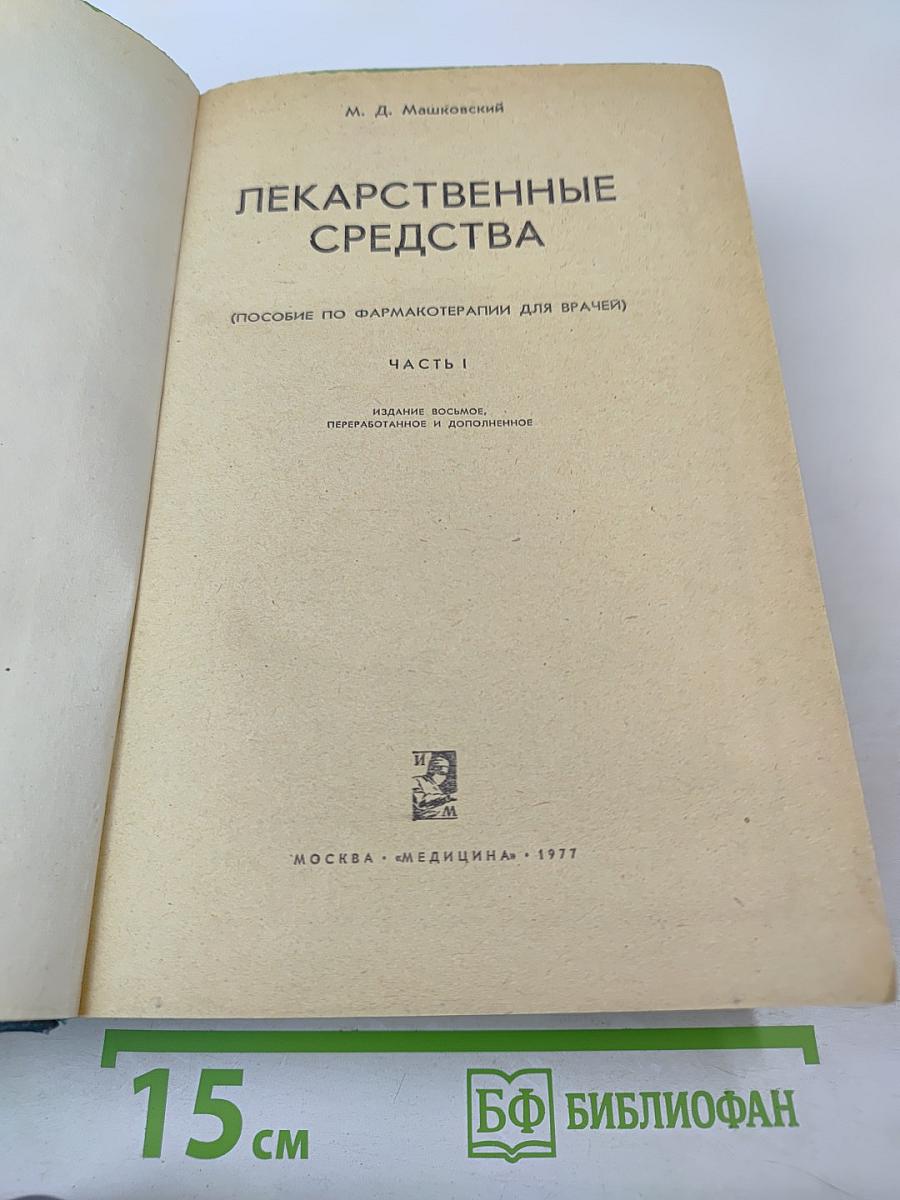 М. Д. Машковский
ЛЕКАРСТВЕННЫЕ
СРЕДСТВА
(ПОСОБИЕ ПО ФАРМАКОТЕРАПИИ ДЛЯ ВРАЧЕЙ)
ЧАСТЬ I
ИЗДАНИЕ ВОСЬМОЕ,
ПЕРЕРАБОТАННОЕ И ДОПОЛНЕННОЕ
И
М
МОСКВА • «МЕДИЦИНА» • 1977
15 см
БФ БИБЛИОФАН